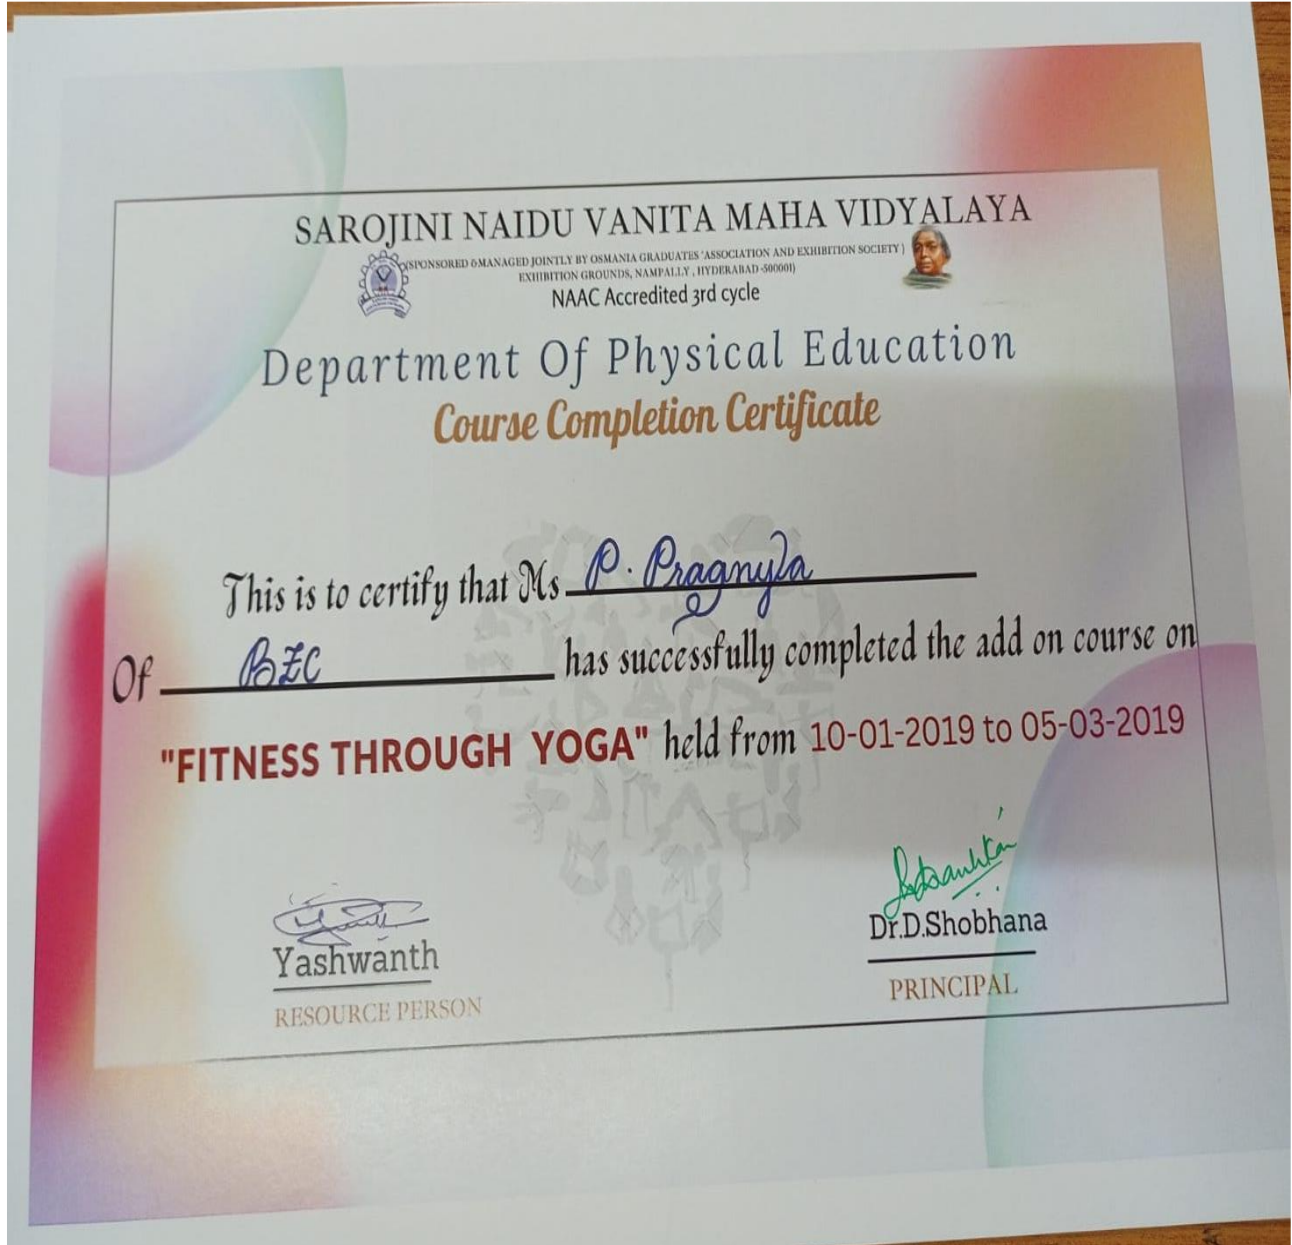 SAROJINI NAIDU VANITA MAHA VIDYALAYA
(SPONSORED & MANAGED JOINTLY BY OSMANIA GRADUATES 'ASSOCIATION AND EXHIBITION SOCIETY )
EXHIBITION GROUNDS, NAMPALLY , HYDERABAD -500001)
NAAC Accredited 3rd cycle
Department Of Physical Education
Course Completion Certificate
This is to certify that Ms P. Pragnyla
Of BZC has successfully completed the add on course on
"FITNESS THROUGH YOGA" held from 10-01-2019 to 05-03-2019
Yashwanth
RESOURCE PERSON
Dr.D.Shobhana
PRINCIPAL